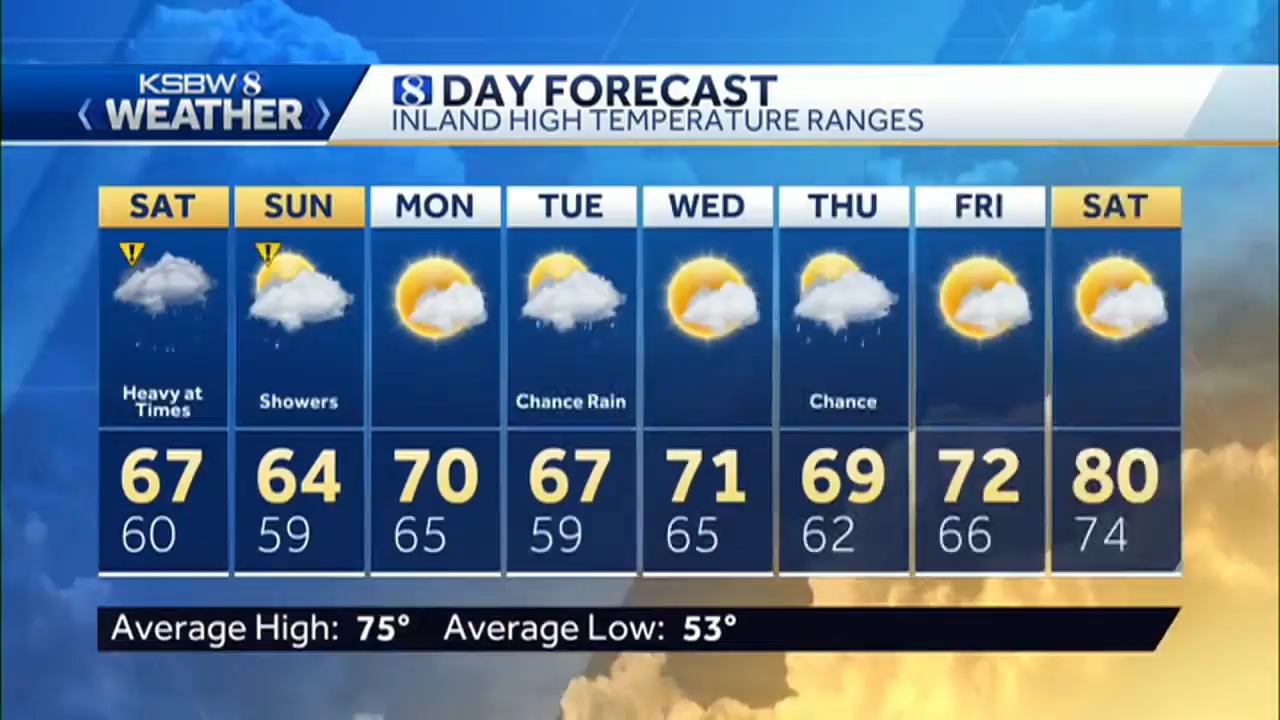 KSBW 8
WEATHER
8 DAY FORECAST
INLAND HIGH TEMPERATURE RANGES
SAT SUN MON TUE WED THU FRI SAT
! !
Heavy at
Times Showers Chance Rain Chance
67 64 70 67 71 69 72 80
60 59 65 59 65 62 66 74
Average High: 75° Average Low: 53°